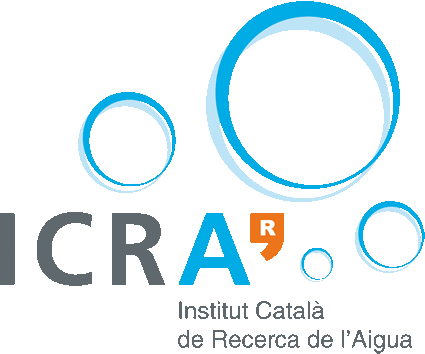 ICRA R
Institut Català
de Recerca de l'Aigua